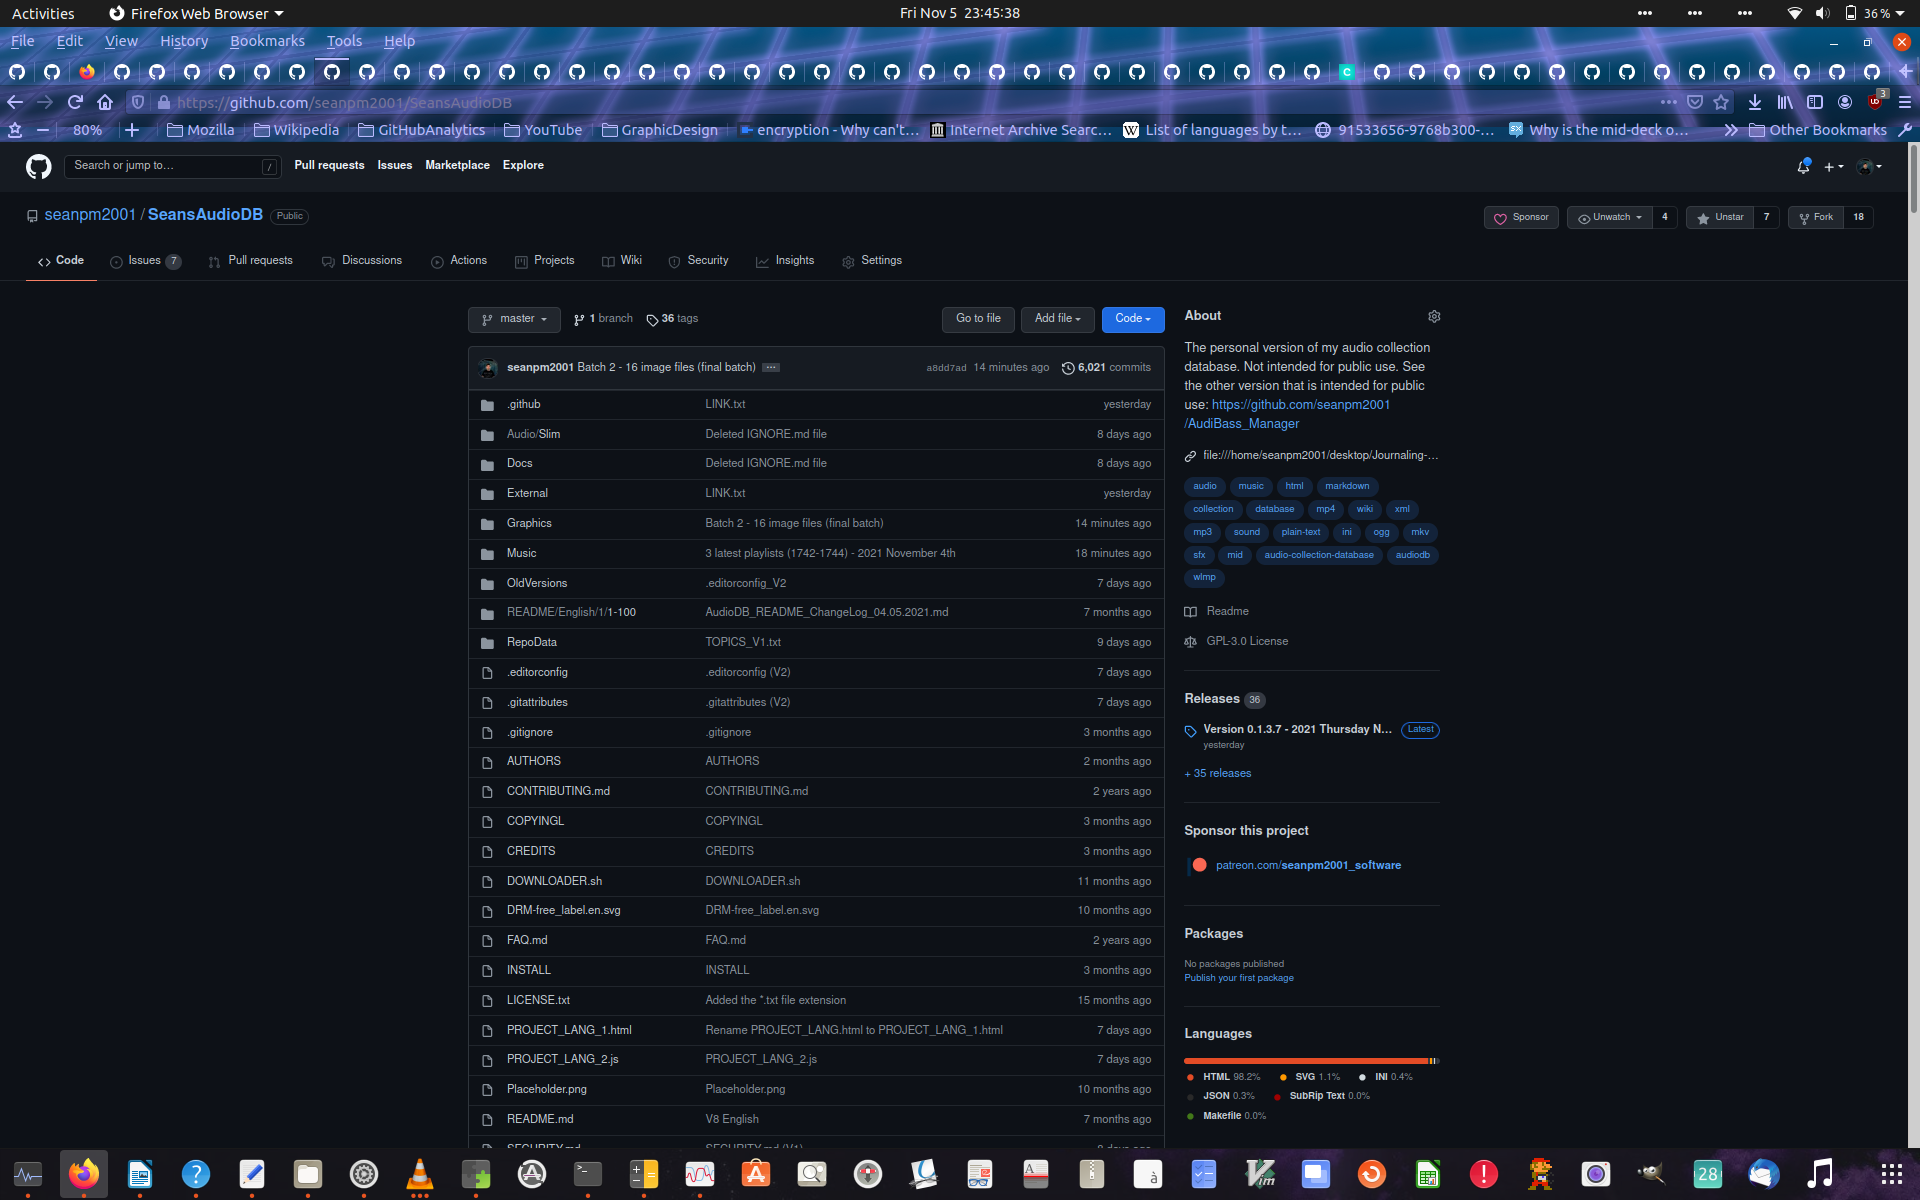 Activities Firefox Web Browser Fri Nov 5 23:45:38 36 %
File Edit View History Bookmarks Tools Help
https://github.com/seanpm2001/SeansAudioDB 3
80% Mozilla Wikipedia GitHubAnalytics YouTube GraphicDesign encryption - Why can't… Internet Archive Searc… List of languages by t… 91533656-9768b300-… Why is the mid-deck o… Other Bookmarks
Search or jump to… / Pull requests Issues Marketplace Explore
seanpm2001 / SeansAudioDB Public Sponsor Unwatch 4 Unstar 7 Fork 18
Code Issues 7 Pull requests Discussions Actions Projects Wiki Security Insights Settings
master 1 branch 36 tags Go to file Add file Code
seanpm2001 Batch 2 - 16 image files (final batch) ··· a8dd7ad 14 minutes ago 6,021 commits
.github LINK.txt yesterday
Audio/Slim Deleted IGNORE.md file 8 days ago
Docs Deleted IGNORE.md file 8 days ago
External LINK.txt yesterday
Graphics Batch 2 - 16 image files (final batch) 14 minutes ago
Music 3 latest playlists (1742-1744) - 2021 November 4th 18 minutes ago
OldVersions .editorconfig_V2 7 days ago
README/English/1/1-100 AudioDB_README_ChangeLog_04.05.2021.md 7 months ago
RepoData TOPICS_V1.txt 9 days ago
.editorconfig .editorconfig (V2) 7 days ago
.gitattributes .gitattributes (V2) 7 days ago
.gitignore .gitignore 3 months ago
AUTHORS AUTHORS 2 months ago
CONTRIBUTING.md CONTRIBUTING.md 2 years ago
COPYINGL COPYINGL 3 months ago
CREDITS CREDITS 3 months ago
DOWNLOADER.sh DOWNLOADER.sh 11 months ago
DRM-free_label.en.svg DRM-free_label.en.svg 10 months ago
FAQ.md FAQ.md 2 years ago
INSTALL INSTALL 3 months ago
LICENSE.txt Added the *.txt file extension 15 months ago
PROJECT_LANG_1.html Rename PROJECT_LANG.html to PROJECT_LANG_1.html 7 days ago
PROJECT_LANG_2.js PROJECT_LANG_2.js 7 days ago
Placeholder.png Placeholder.png 10 months ago
README.md V8 English 7 months ago
About
The personal version of my audio collection
database. Not intended for public use. See
the other version that is intended for public
use: https://github.com/seanpm2001
/AudiBass_Manager
file:///home/seanpm2001/desktop/Journaling-…
audio music html markdown
collection database mp4 wiki xml
mp3 sound plain-text ini ogg mkv
sfx mid audio-collection-database audiodb
wlmp
Readme
GPL-3.0 License
Releases 36
Version 0.1.3.7 - 2021 Thursday N… Latest
yesterday
+ 35 releases
Sponsor this project
patreon.com/seanpm2001_software
Packages
No packages published
Publish your first package
Languages
HTML 98.2% SVG 1.1% INI 0.4%
JSON 0.3% SubRip Text 0.0%
Makefile 0.0%
28